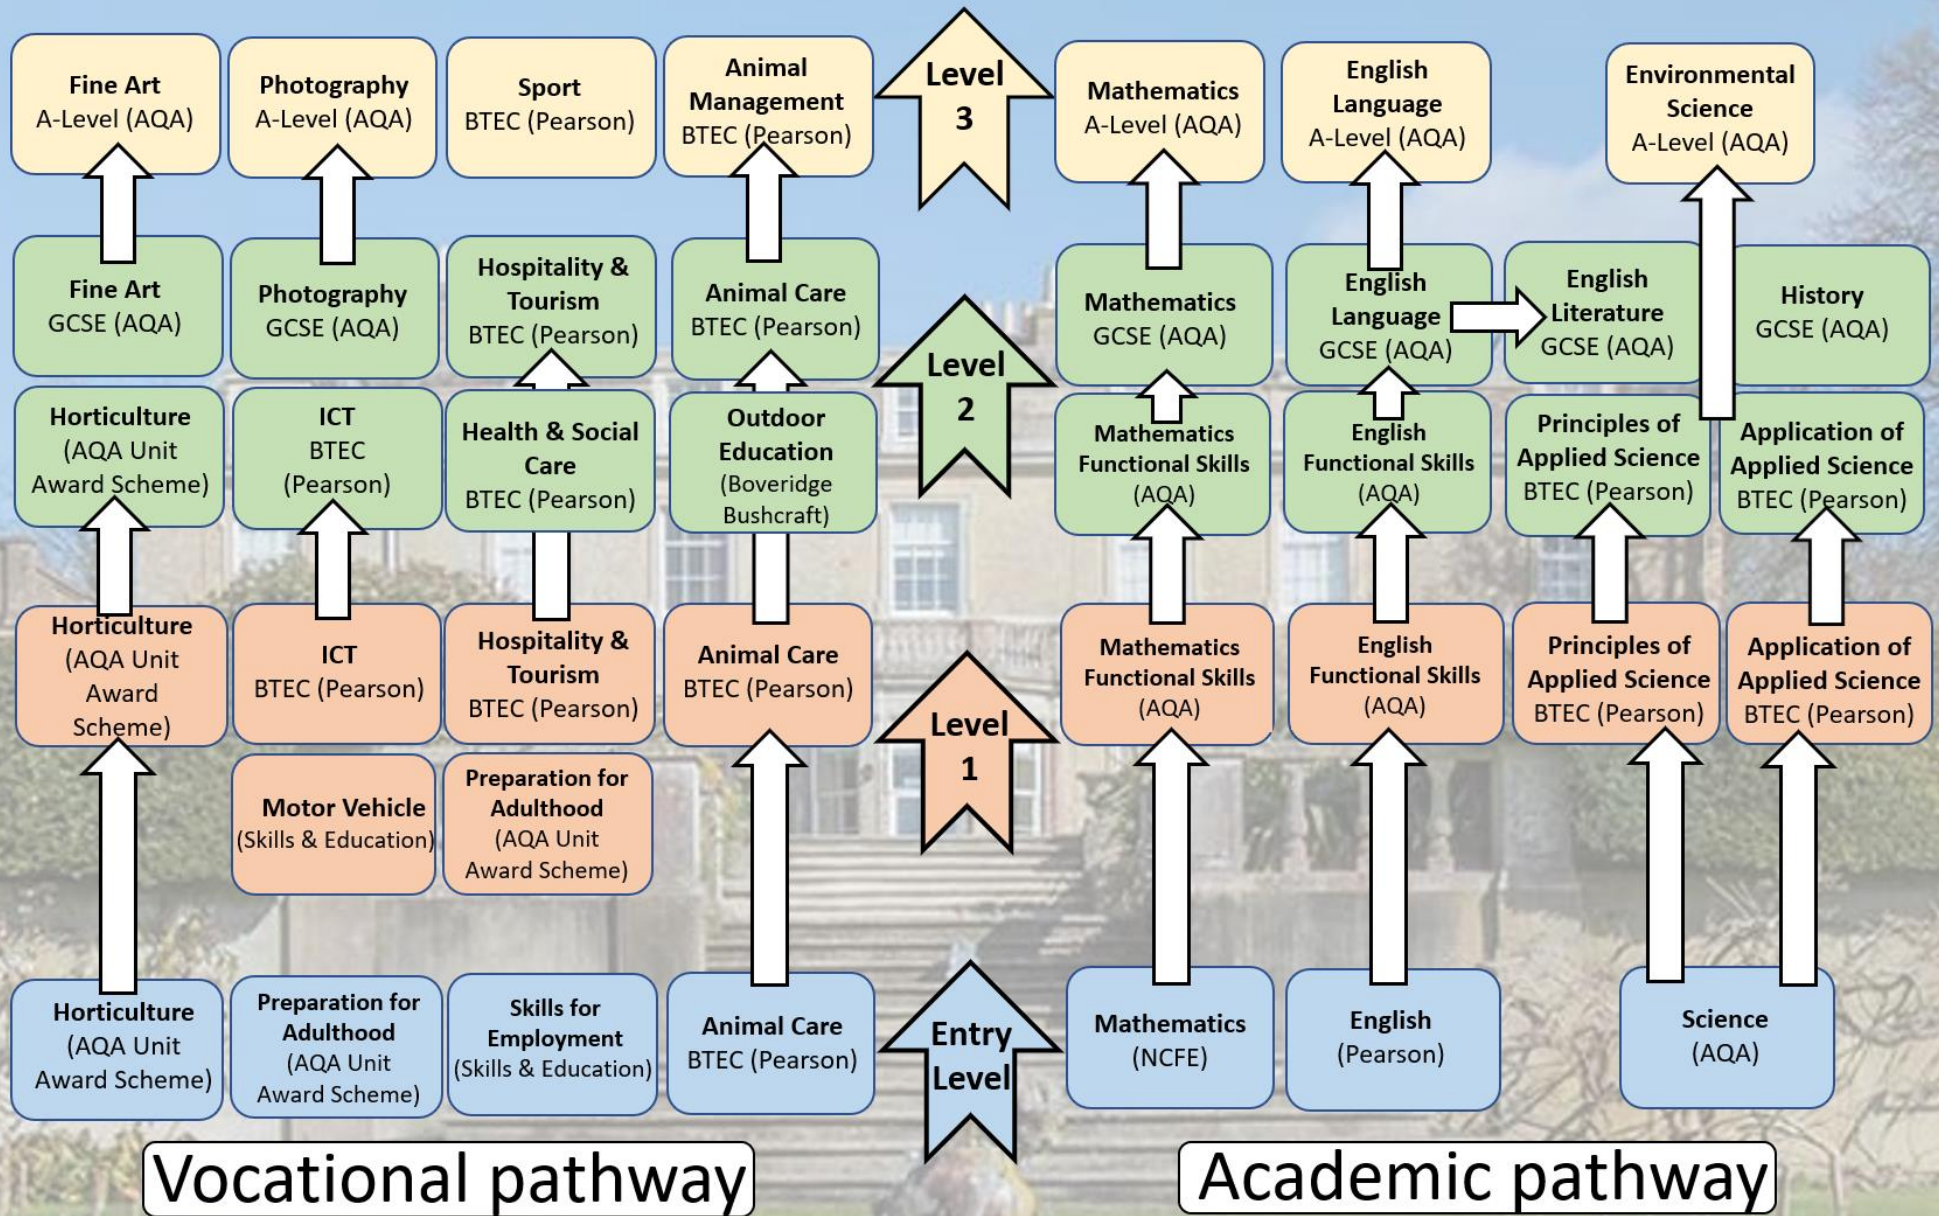 Fine Art
A-Level (AQA)
Photography
A-Level (AQA)
Sport
BTEC (Pearson)
Animal
Management
BTEC (Pearson)
Level
3
Mathematics
A-Level (AQA)
English
Language
A-Level (AQA)
Environmental
Science
A-Level (AQA)
Fine Art
GCSE (AQA)
Photography
GCSE (AQA)
Hospitality &
Tourism
BTEC (Pearson)
Animal Care
BTEC (Pearson)
Level
2
Mathematics
GCSE (AQA)
English
Language
GCSE (AQA)
English
Literature
GCSE (AQA)
History
GCSE (AQA)
Horticulture
(AQA Unit
Award Scheme)
ICT
BTEC
(Pearson)
Health & Social
Care
BTEC (Pearson)
Outdoor
Education
(Boveridge
Bushcraft)
Mathematics
Functional Skills
(AQA)
English
Functional Skills
(AQA)
Principles of
Applied Science
BTEC (Pearson)
Application of
Applied Science
BTEC (Pearson)
Horticulture
(AQA Unit
Award
Scheme)
ICT
BTEC (Pearson)
Hospitality &
Tourism
BTEC (Pearson)
Animal Care
BTEC (Pearson)
Level
1
Mathematics
Functional Skills
(AQA)
English
Functional Skills
(AQA)
Principles of
Applied Science
BTEC (Pearson)
Application of
Applied Science
BTEC (Pearson)
Motor Vehicle
(Skills & Education)
Preparation for
Adulthood
(AQA Unit
Award Scheme)
Horticulture
(AQA Unit
Award Scheme)
Preparation for
Adulthood
(AQA Unit
Award Scheme)
Skills for
Employment
(Skills & Education)
Animal Care
BTEC (Pearson)
Entry
Level
Mathematics
(NCFE)
English
(Pearson)
Science
(AQA)
Vocational pathway
Academic pathway